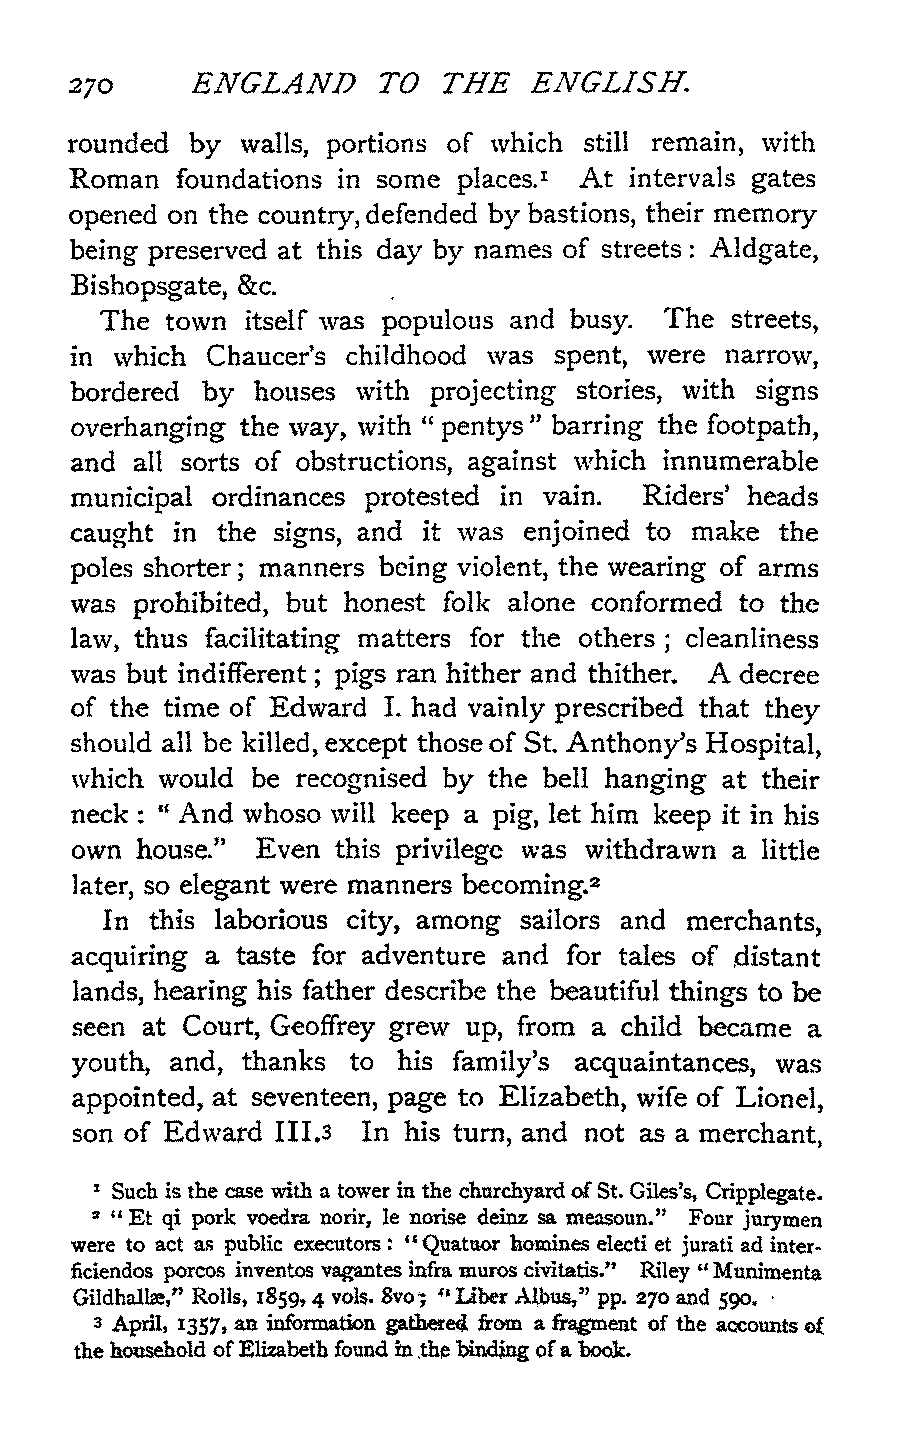 270 ENGLAND TO THE ENGLISH.
rounded by walls, portions of which still remain, with
Roman foundations in some places.¹ At intervals gates
opened on the country, defended by bastions, their memory
being preserved at this day by names of streets: Aldgate,
Bishopsgate, &c.
The town itself was populous and busy. The streets,
in which Chaucer's childhood was spent, were narrow,
bordered by houses with projecting stories, with signs
overhanging the way, with "pentys" barring the footpath,
and all sorts of obstructions, against which innumerable
municipal ordinances protested in vain. Riders' heads
caught in the signs, and it was enjoined to make the
poles shorter; manners being violent, the wearing of arms
was prohibited, but honest folk alone conformed to the
law, thus facilitating matters for the others; cleanliness
was but indifferent; pigs ran hither and thither. A decree
of the time of Edward I. had vainly prescribed that they
should all be killed, except those of St. Anthony's Hospital,
which would be recognised by the bell hanging at their
neck: "And whoso will keep a pig, let him keep it in his
own house." Even this privilege was withdrawn a little
later, so elegant were manners becoming.²
In this laborious city, among sailors and merchants,
acquiring a taste for adventure and for tales of distant
lands, hearing his father describe the beautiful things to be
seen at Court, Geoffrey grew up, from a child became a
youth, and, thanks to his family's acquaintances, was
appointed, at seventeen, page to Elizabeth, wife of Lionel,
son of Edward III.³ In his turn, and not as a merchant,
¹ Such is the case with a tower in the churchyard of St. Giles's, Cripplegate.
² "Et qi pork voedra norir, le norise deinz sa measoun." Four jurymen
were to act as public executors: "Quatuor homines electi et jurati ad inter-
ficiendos porcos inventos vagantes infra muros civitatis." Riley "Munimenta
Gildhallæ," Rolls, 1859, 4 vols. 8vo; "Liber Albus," pp. 270 and 590.
³ April, 1357, an information gathered from a fragment of the accounts of
the household of Elizabeth found in the binding of a book.